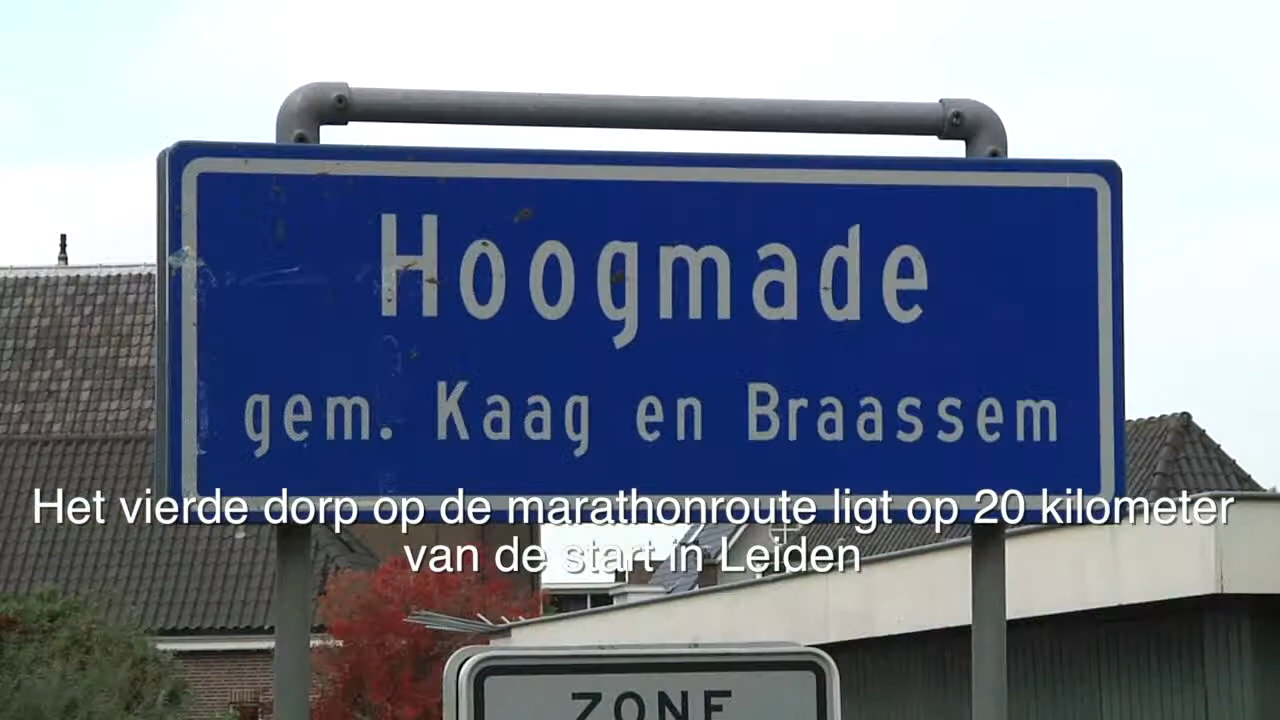 Hoogmade
gem. Kaag en Braassem
Het vierde dorp op de marathonroute ligt op 20 kilometer
van de start in Leiden
ZONE